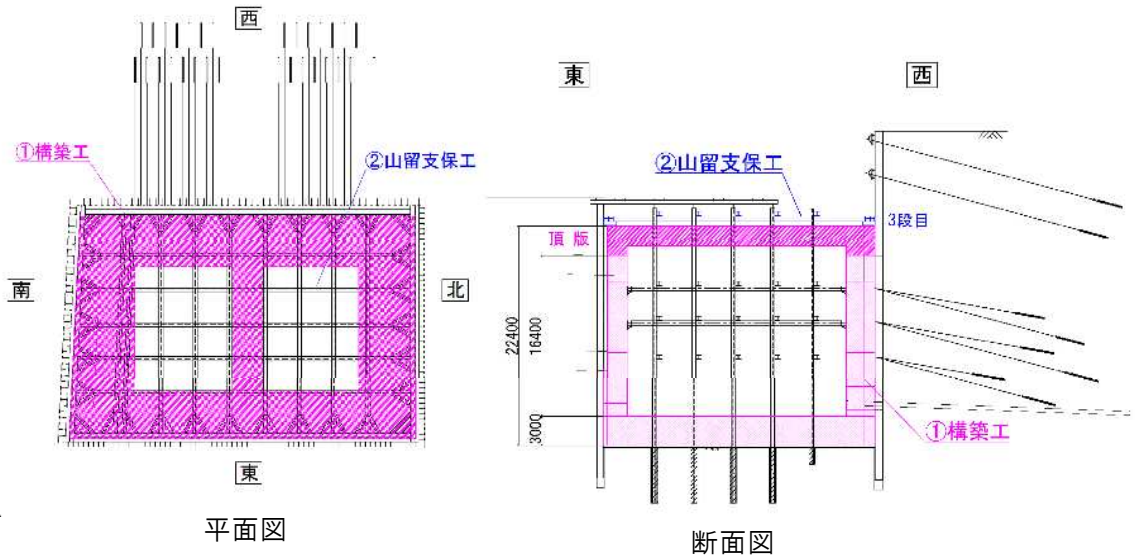 西
①構築工
②山留支保工
南
北
東
平面図
東
西
②山留支保工
3段目
頂版
22400
16400
3000
①構築工
断面図